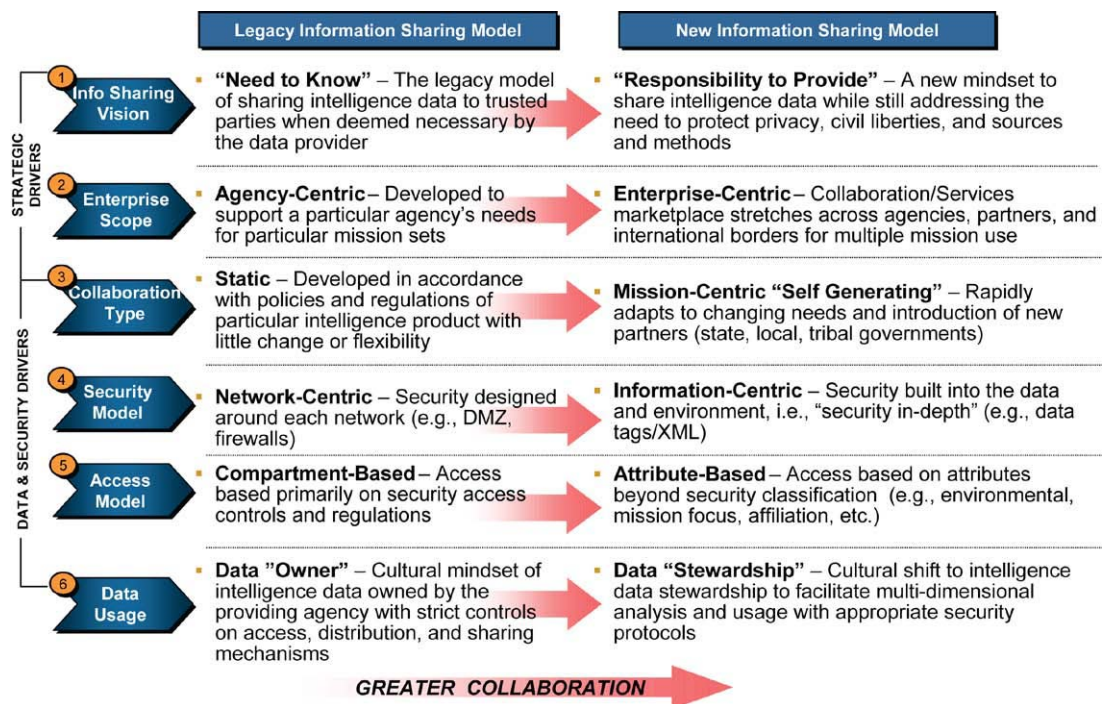 Legacy Information Sharing Model
New Information Sharing Model
STRATEGIC
DRIVERS
DATA & SECURITY DRIVERS
1
Info Sharing
Vision
▪ “Need to Know” – The legacy model
of sharing intelligence data to trusted
parties when deemed necessary by
the data provider
▪ “Responsibility to Provide” – A new mindset to
share intelligence data while still addressing the
need to protect privacy, civil liberties, and sources
and methods
2
Enterprise
Scope
▪ Agency-Centric – Developed to
support a particular agency’s needs
for particular mission sets
▪ Enterprise-Centric – Collaboration/Services
marketplace stretches across agencies, partners, and
international borders for multiple mission use
3
Collaboration
Type
▪ Static – Developed in accordance
with policies and regulations of
particular intelligence product with
little change or flexibility
▪ Mission-Centric “Self Generating” – Rapidly
adapts to changing needs and introduction of new
partners (state, local, tribal governments)
4
Security
Model
▪ Network-Centric – Security designed
around each network (e.g., DMZ,
firewalls)
▪ Information-Centric – Security built into the data
and environment, i.e., “security in-depth” (e.g., data
tags/XML)
5
Access
Model
▪ Compartment-Based – Access
based primarily on security access
controls and regulations
▪ Attribute-Based – Access based on attributes
beyond security classification (e.g., environmental,
mission focus, affiliation, etc.)
6
Data
Usage
▪ Data ”Owner” – Cultural mindset of
intelligence data owned by the
providing agency with strict controls
on access, distribution, and sharing
mechanisms
▪ Data “Stewardship” – Cultural shift to intelligence
data stewardship to facilitate multi-dimensional
analysis and usage with appropriate security
protocols
GREATER COLLABORATION